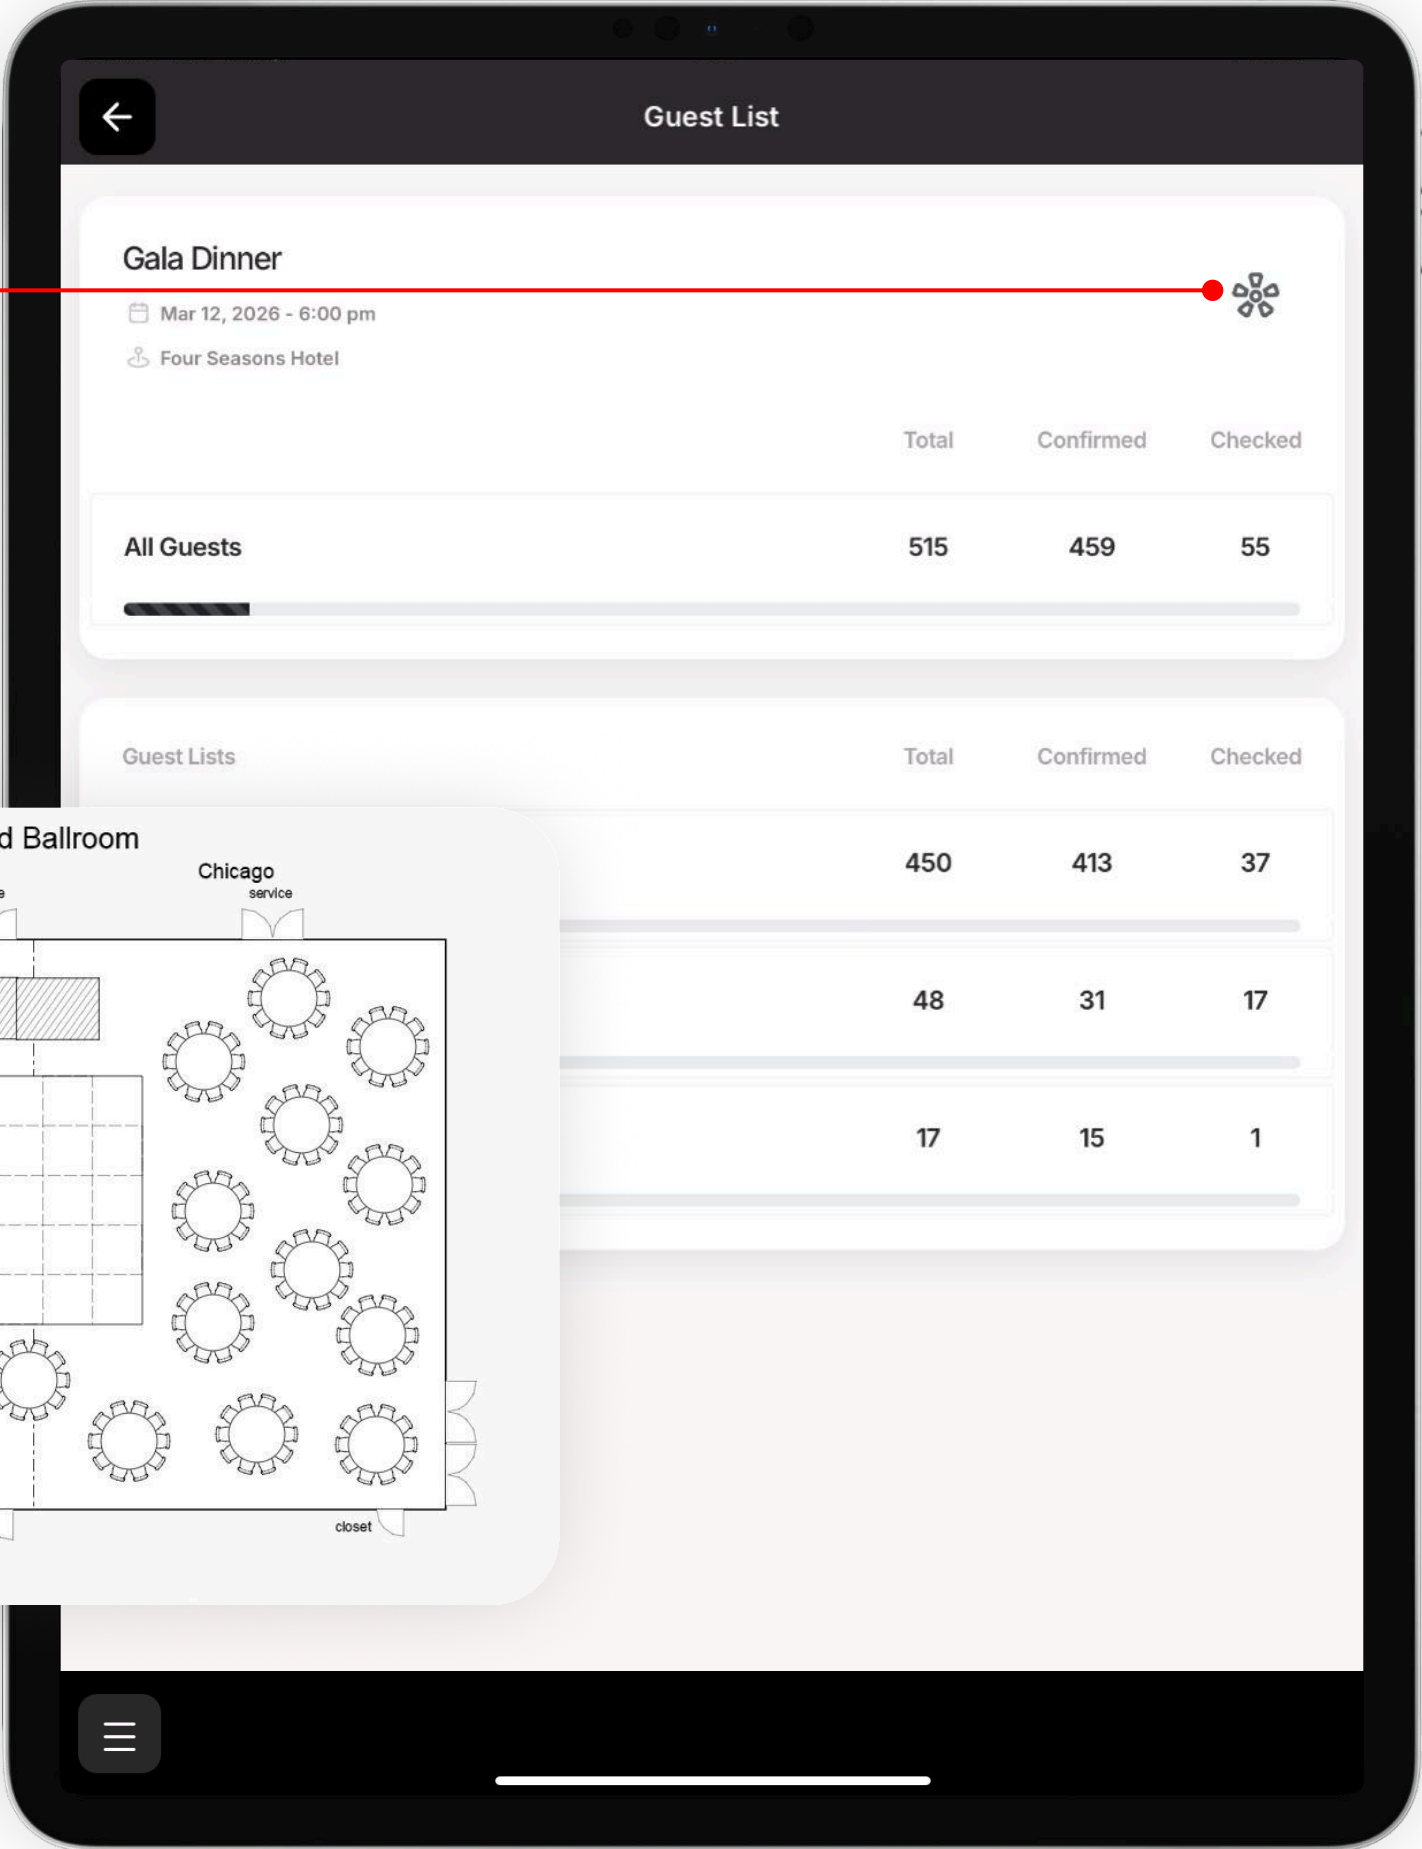 Guest List
Gala Dinner
Mar 12, 2026 - 6:00 pm
Four Seasons Hotel
Total Confirmed Checked
All Guests 515 459 55
Guest Lists Total Confirmed Checked
450 413 37
48 31 17
17 15 1
Ballroom
Chicago
service
closet